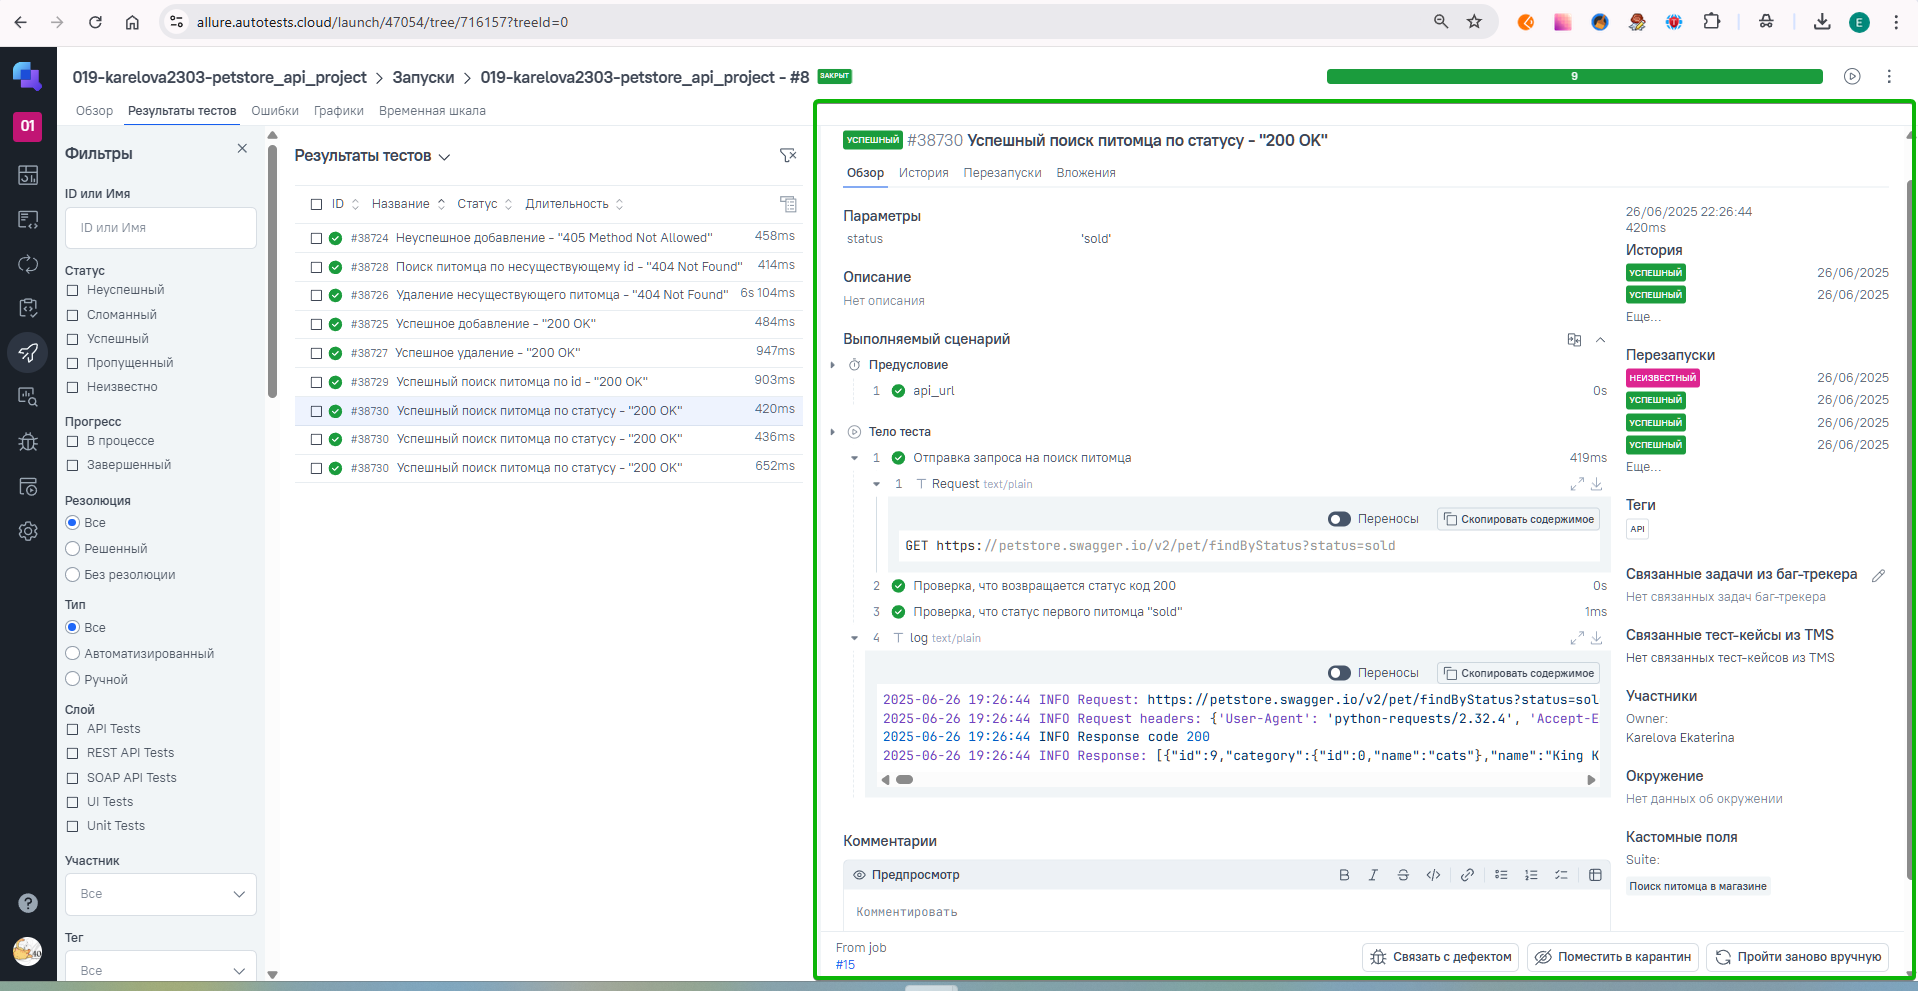 allure.autotests.cloud/launch/47054/tree/716157?treeId=0
E
01
019-karelova2303-petstore_api_project > Запуски > 019-karelova2303-petstore_api_project - #8 ЗАКРЫТ
9
Обзор Результаты тестов Ошибки Графики Временная шкала
Фильтры
ID или Имя
ID или Имя
Статус
Неуспешный
Сломанный
Успешный
Пропущенный
Неизвестно
Прогресс
В процессе
Завершенный
Резолюция
Все
Решенный
Без резолюции
Тип
Все
Автоматизированный
Ручной
Слой
API Tests
REST API Tests
SOAP API Tests
UI Tests
Unit Tests
Участник
Все
Тег
Все
Результаты тестов
ID Название Статус Длительность
#38724 Неуспешное добавление - "405 Method Not Allowed" 458ms
#38728 Поиск питомца по несуществующему id - "404 Not Found" 414ms
#38726 Удаление несуществующего питомца - "404 Not Found" 6s 104ms
#38725 Успешное добавление - "200 OK" 484ms
#38727 Успешное удаление - "200 OK" 947ms
#38729 Успешный поиск питомца по id - "200 OK" 903ms
#38730 Успешный поиск питомца по статусу - "200 OK" 420ms
#38730 Успешный поиск питомца по статусу - "200 OK" 436ms
#38730 Успешный поиск питомца по статусу - "200 OK" 652ms
УСПЕШНЫЙ #38730 Успешный поиск питомца по статусу - "200 OK"
Обзор История Перезапуски Вложения
Параметры
status 'sold'
Описание
Нет описания
Выполняемый сценарий
Предусловие
1 api_url 0s
Тело теста
1 Отправка запроса на поиск питомца 419ms
1 Request text/plain
Переносы Скопировать содержимое
GET https://petstore.swagger.io/v2/pet/findByStatus?status=sold
2 Проверка, что возвращается статус код 200 0s
3 Проверка, что статус первого питомца "sold" 1ms
4 log text/plain
Переносы Скопировать содержимое
2025-06-26 19:26:44 INFO Request: https://petstore.swagger.io/v2/pet/findByStatus?status=sol
2025-06-26 19:26:44 INFO Request headers: {'User-Agent': 'python-requests/2.32.4', 'Accept-E
2025-06-26 19:26:44 INFO Response code 200
2025-06-26 19:26:44 INFO Response: [{"id":9,"category":{"id":0,"name":"cats"},"name":"King K
Комментарии
Предпросмотр
Комментировать
From job
#15
Связать с дефектом Поместить в карантин Пройти заново вручную
26/06/2025 22:26:44
420ms
История
УСПЕШНЫЙ 26/06/2025
УСПЕШНЫЙ 26/06/2025
Еще...
Перезапуски
НЕИЗВЕСТНЫЙ 26/06/2025
УСПЕШНЫЙ 26/06/2025
УСПЕШНЫЙ 26/06/2025
УСПЕШНЫЙ 26/06/2025
Еще...
Теги
API
Связанные задачи из баг-трекера
Нет связанных задач баг-трекера
Связанные тест-кейсы из TMS
Нет связанных тест-кейсов из TMS
Участники
Owner:
Karelova Ekaterina
Окружение
Нет данных об окружении
Кастомные поля
Suite:
Поиск питомца в магазине